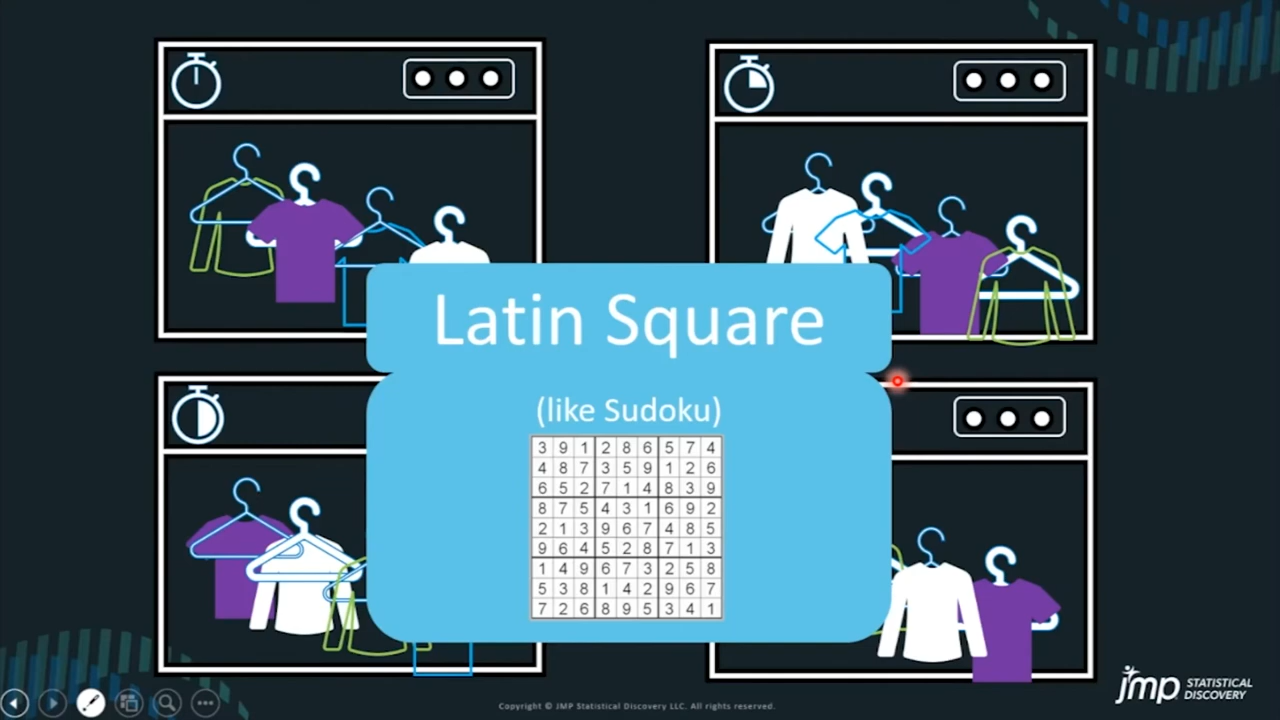 Latin Square
(like Sudoku)
3 9 1 2 8 6 5 7 4
4 8 7 3 5 9 1 2 6
6 5 2 7 1 4 8 3 9
8 7 5 4 3 1 6 9 2
2 1 3 9 6 7 4 8 5
9 6 4 5 2 8 7 1 3
1 4 9 6 7 3 2 5 8
5 3 8 1 4 2 9 6 7
7 2 6 8 9 5 3 4 1
jmp STATISTICAL
DISCOVERY
Copyright © JMP Statistical Discovery LLC. All rights reserved.